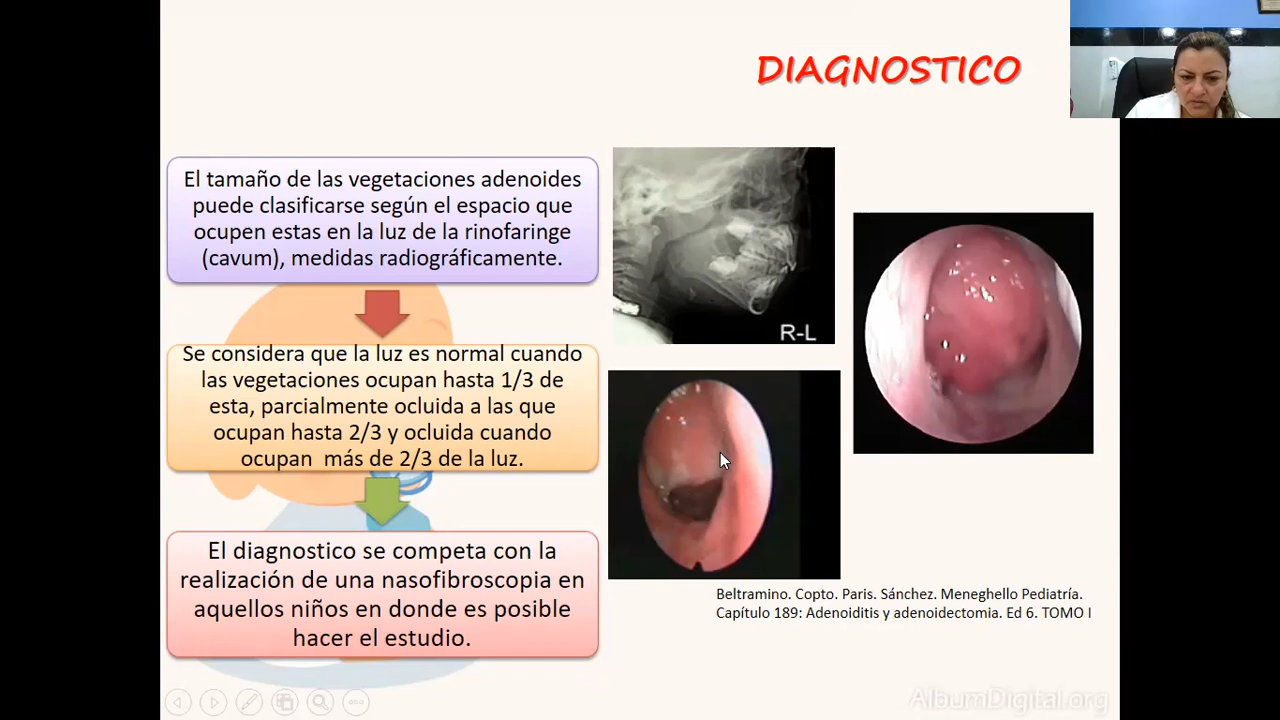 DIAGNOSTICO
El tamaño de las vegetaciones adenoides
puede clasificarse según el espacio que
ocupen estas en la luz de la rinofaringe
(cavum), medidas radiográficamente.
Se considera que la luz es normal cuando
las vegetaciones ocupan hasta 1/3 de
esta, parcialmente ocluida a las que
ocupan hasta 2/3 y ocluida cuando
ocupan más de 2/3 de la luz.
El diagnostico se competa con la
realización de una nasofibroscopia en
aquellos niños en donde es posible
hacer el estudio.
R-L
Beltramino. Copto. Paris. Sánchez. Meneghello Pediatría.
Capítulo 189: Adenoiditis y adenoidectomia. Ed 6. TOMO I
AlbumDigital.org